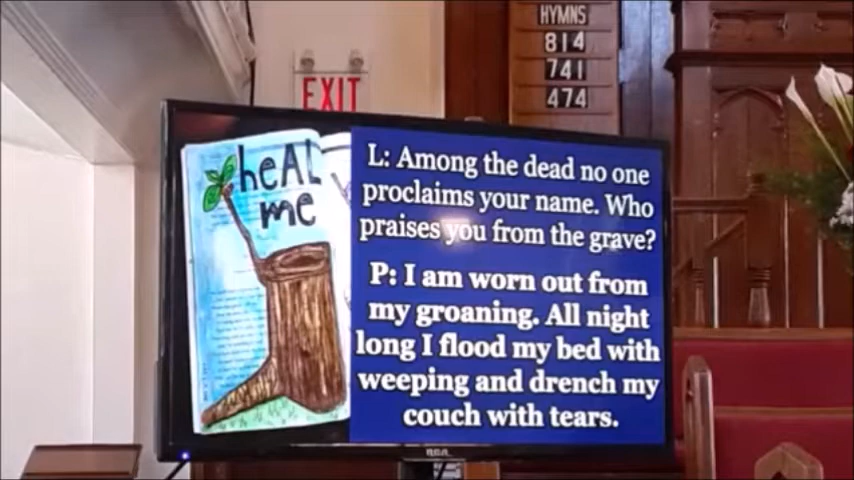 HYMNS
814
741
474
EXIT
heAL
me
L: Among the dead no one
proclaims your name. Who
praises you from the grave?
P: I am worn out from
my groaning. All night
long I flood my bed with
weeping and drench my
couch with tears.
RCA